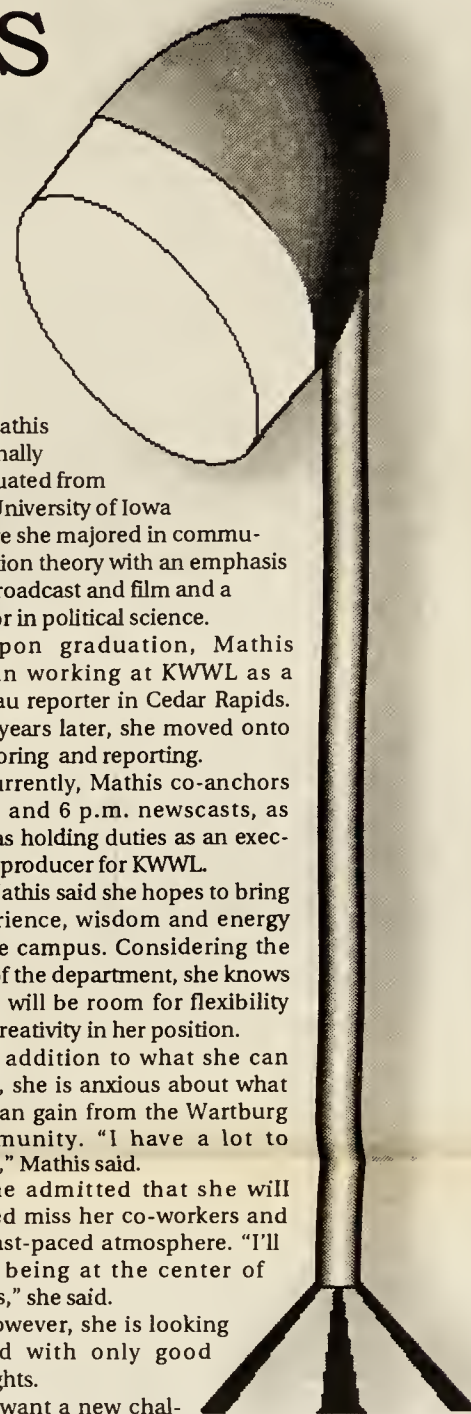 s
athis
nally
uated from
University of Iowa
e she majored in commu-
ion theory with an emphasis
roadcast and film and a
or in political science.
pon graduation, Mathis
n working at KWWL as a
au reporter in Cedar Rapids.
years later, she moved onto
oring and reporting.
urrently, Mathis co-anchors
and 6 p.m. newscasts, as
as holding duties as an exec-
producer for KWWL.
athis said she hopes to bring
rience, wisdom and energy
e campus. Considering the
of the department, she knows
will be room for flexibility
reativity in her position.
addition to what she can
, she is anxious about what
an gain from the Wartburg
munity. "I have a lot to
," Mathis said.
e admitted that she will
ed miss her co-workers and
ast-paced atmosphere. "I'll
being at the center of
s," she said.
owever, she is looking
d with only good
ghts.
want a new chal-